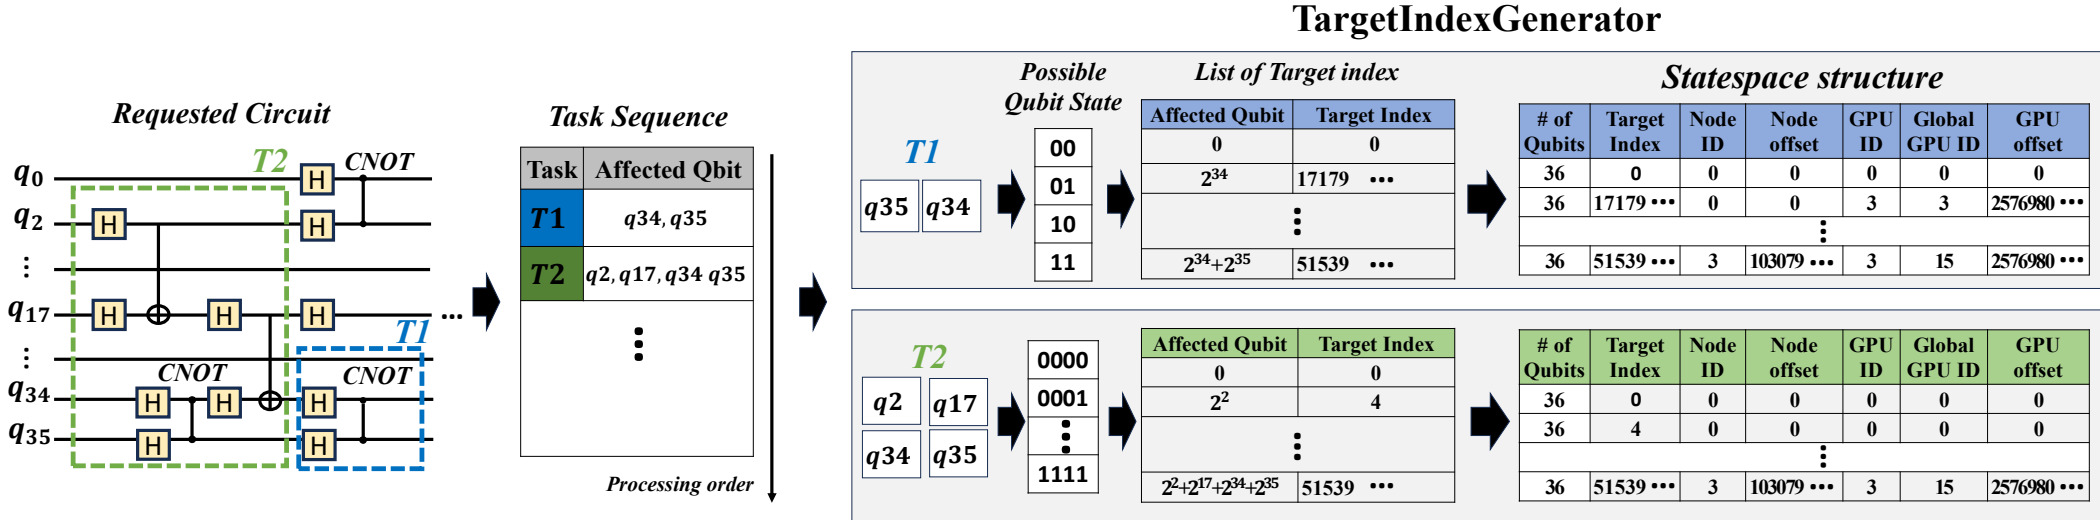 TargetIndexGenerator
Requested Circuit
T2
CNOT
q0
H
q2
H
H
⋮
q17
H
H
H
...
T1
⋮
CNOT
CNOT
q34
H
H
H
q35
H
H
Task Sequence
Task Affected Qbit
T1 q34, q35
T2 q2, q17, q34 q35
⋮
Processing order
T1
q35 q34
Possible
Qubit State
00
01
10
11
List of Target index
Affected Qubit Target Index
0 0
2^34 17179 ...
⋮
2^34+2^35 51539 ...
Statespace structure
# of Qubits Target Index Node ID Node offset GPU ID Global GPU ID GPU offset
36 0 0 0 0 0 0
36 17179 ... 0 0 3 3 2576980 ...
⋮
36 51539 ... 3 103079 ... 3 15 2576980 ...
T2
q2 q17
q34 q35
0000
0001
⋮
1111
Affected Qubit Target Index
0 0
2^2 4
⋮
2^2+2^17+2^34+2^35 51539 ...
# of Qubits Target Index Node ID Node offset GPU ID Global GPU ID GPU offset
36 0 0 0 0 0 0
36 4 0 0 0 0 0
⋮
36 51539 ... 3 103079 ... 3 15 2576980 ...